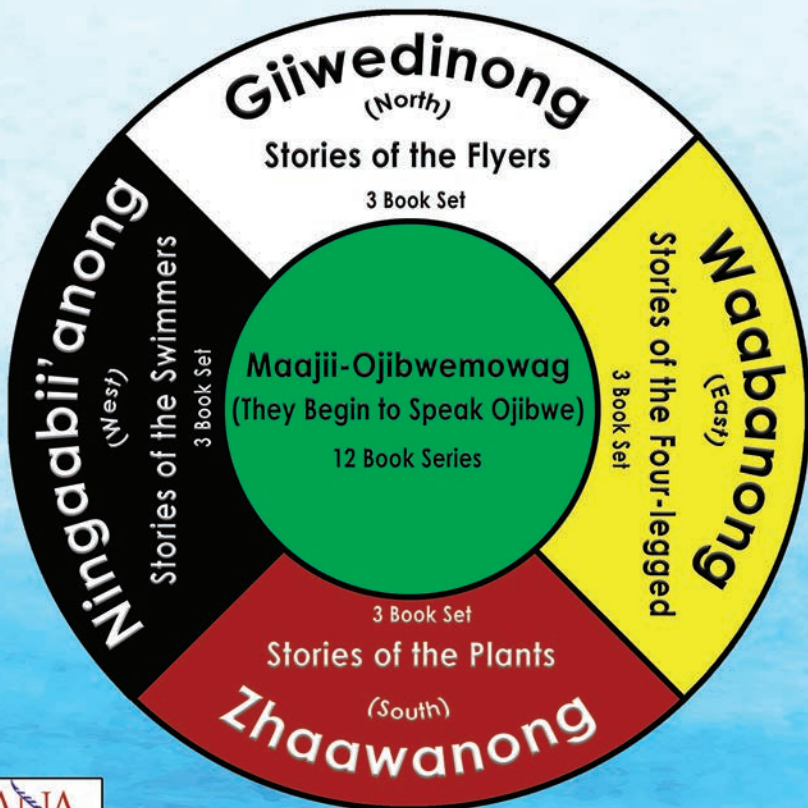 Giiwedinong
(North)
Stories of the Flyers
3 Book Set
Waabanong
(East)
Stories of the Four-legged
3 Book Set
Maajii-Ojibwemowag
(They Begin to Speak Ojibwe)
12 Book Series
Ningaabii'anong
(West)
Stories of the Swimmers
3 Book Set
3 Book Set
Stories of the Plants
(South)
Zhaawanong